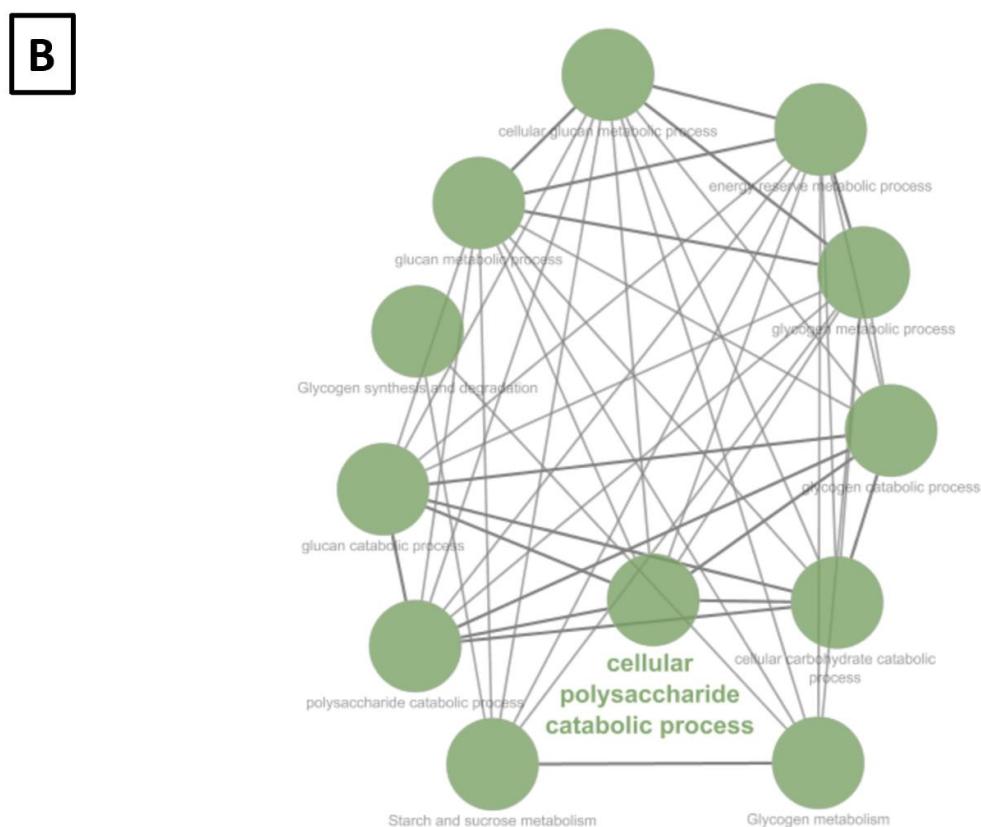 B
cellular glucan metabolic process
energy reserve metabolic process
glucan metabolic process
glycogen metabolic process
Glycogen synthesis and degradation
glycogen catabolic process
glucan catabolic process
cellular
polysaccharide
catabolic process
cellular carbohydrate catabolic
process
polysaccharide catabolic process
Starch and sucrose metabolism
Glycogen metabolism